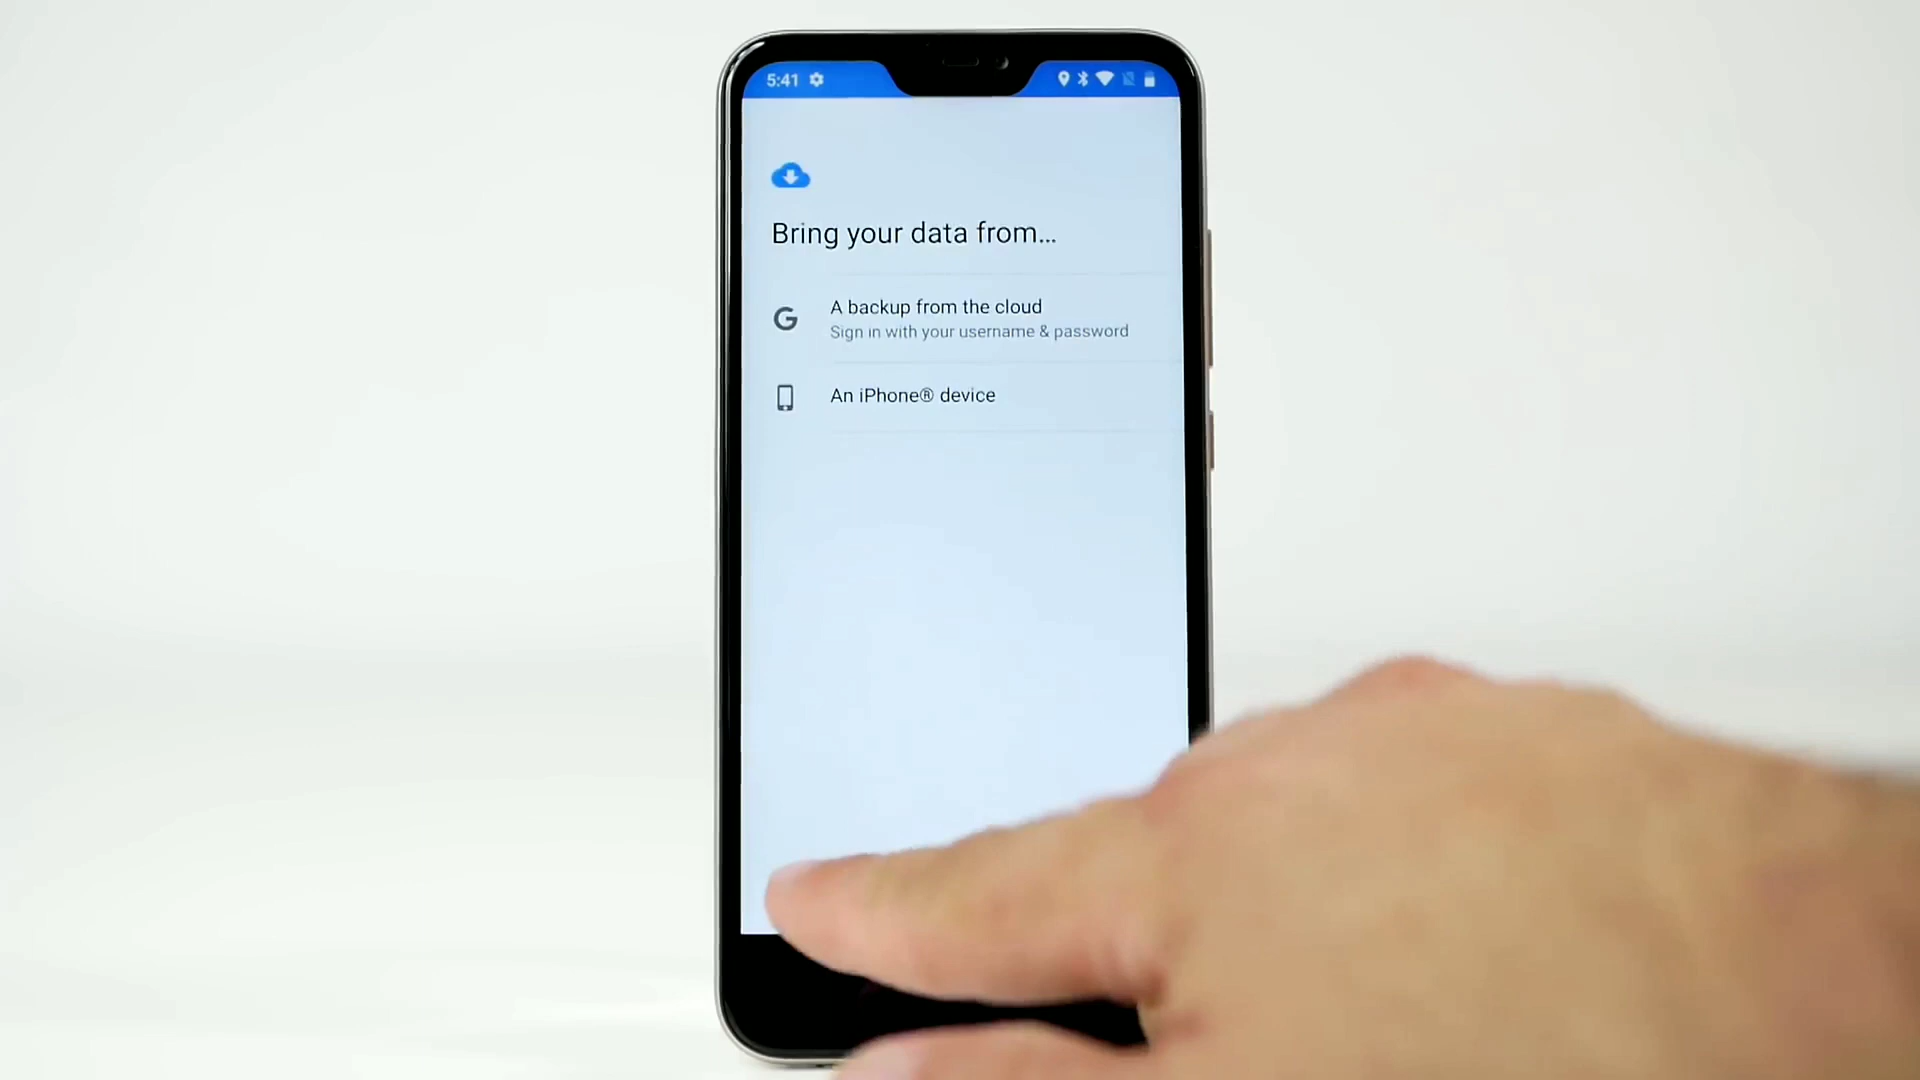 5:41
Bring your data from...
A backup from the cloud
Sign in with your username & password
An iPhone® device